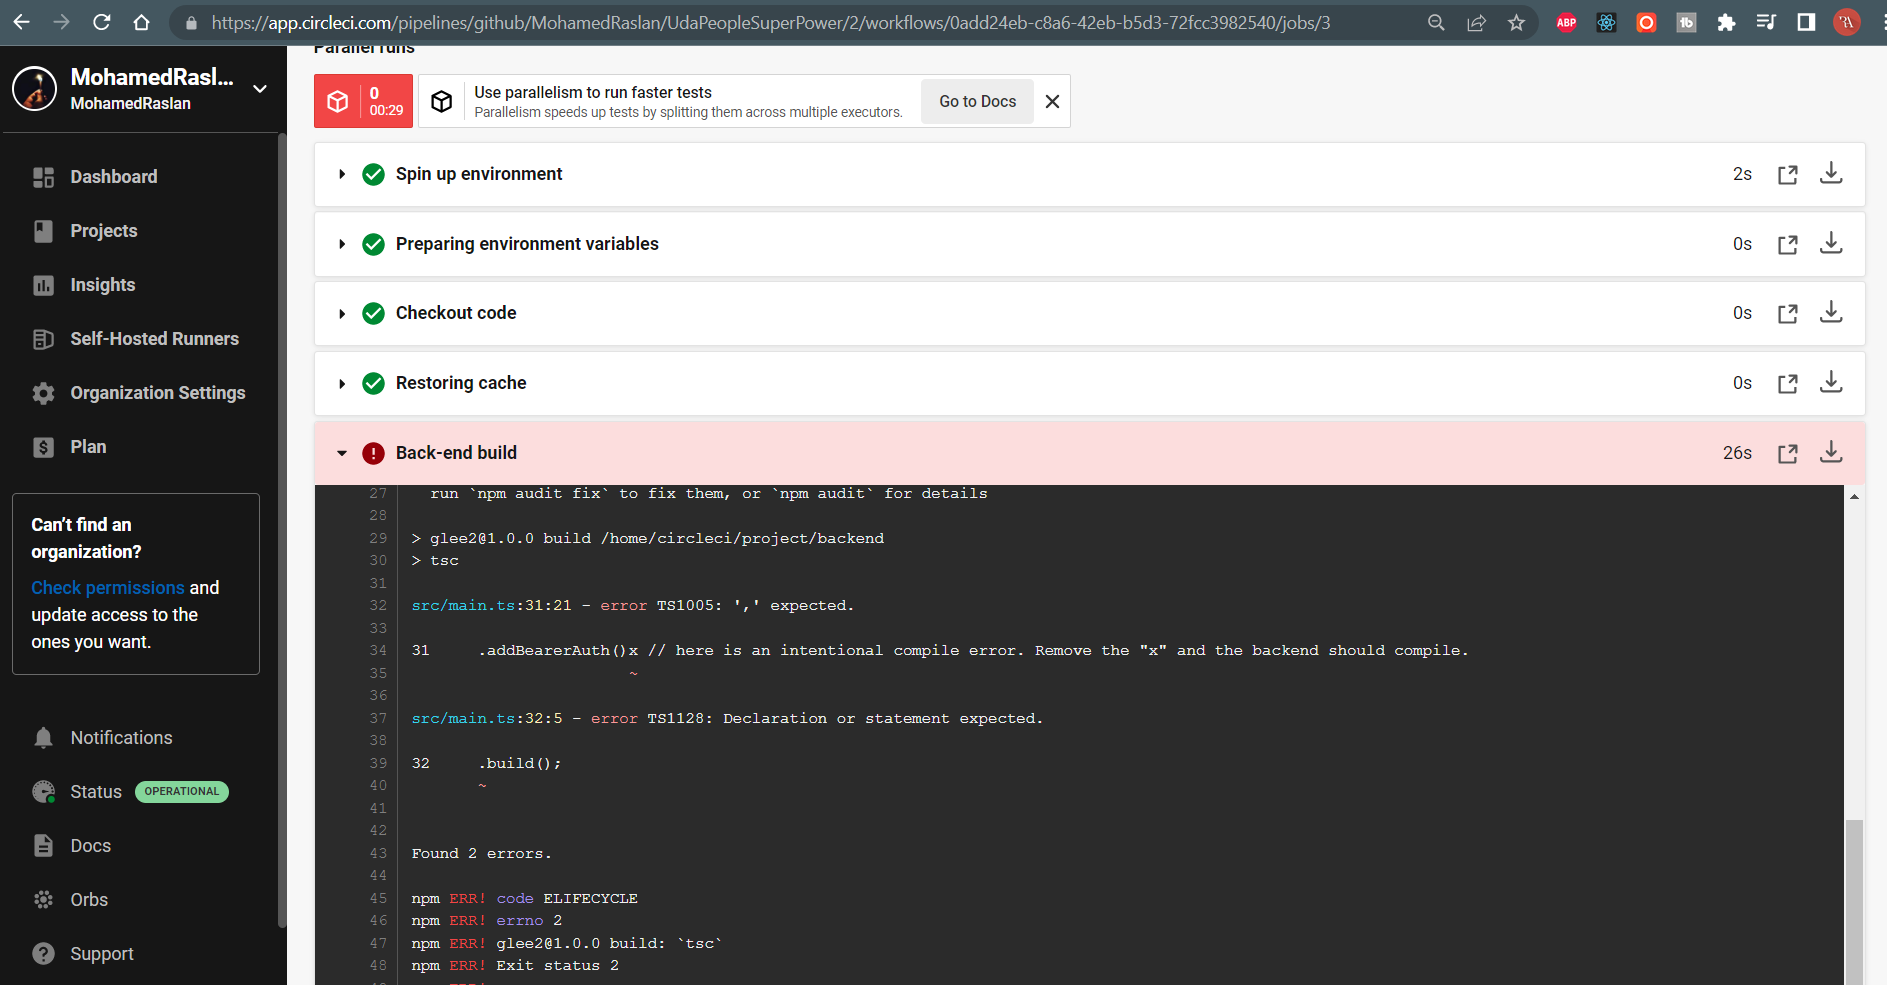 https://app.circleci.com/pipelines/github/MohamedRaslan/UdaPeopleSuperPower/2/workflows/0add24eb-c8a6-42eb-b5d3-72fcc3982540/jobs/3
ABP
tb
MohamedRasl...
MohamedRaslan
Dashboard
Projects
Insights
Self-Hosted Runners
Organization Settings
Plan
Can't find an
organization?
Check permissions and
update access to the
ones you want.
Notifications
Status OPERATIONAL
Docs
Orbs
Support
Parallel runs
0
00:29
Use parallelism to run faster tests
Parallelism speeds up tests by splitting them across multiple executors.
Go to Docs
Spin up environment 2s
Preparing environment variables 0s
Checkout code 0s
Restoring cache 0s
Back-end build 26s
27 run `npm audit fix` to fix them, or `npm audit` for details
28
29 > glee2@1.0.0 build /home/circleci/project/backend
30 > tsc
31
32 src/main.ts:31:21 - error TS1005: ',' expected.
33
34 31 .addBearerAuth()x // here is an intentional compile error. Remove the "x" and the backend should compile.
35 ~
36
37 src/main.ts:32:5 - error TS1128: Declaration or statement expected.
38
39 32 .build();
40 ~
41
42
43 Found 2 errors.
44
45 npm ERR! code ELIFECYCLE
46 npm ERR! errno 2
47 npm ERR! glee2@1.0.0 build: `tsc`
48 npm ERR! Exit status 2